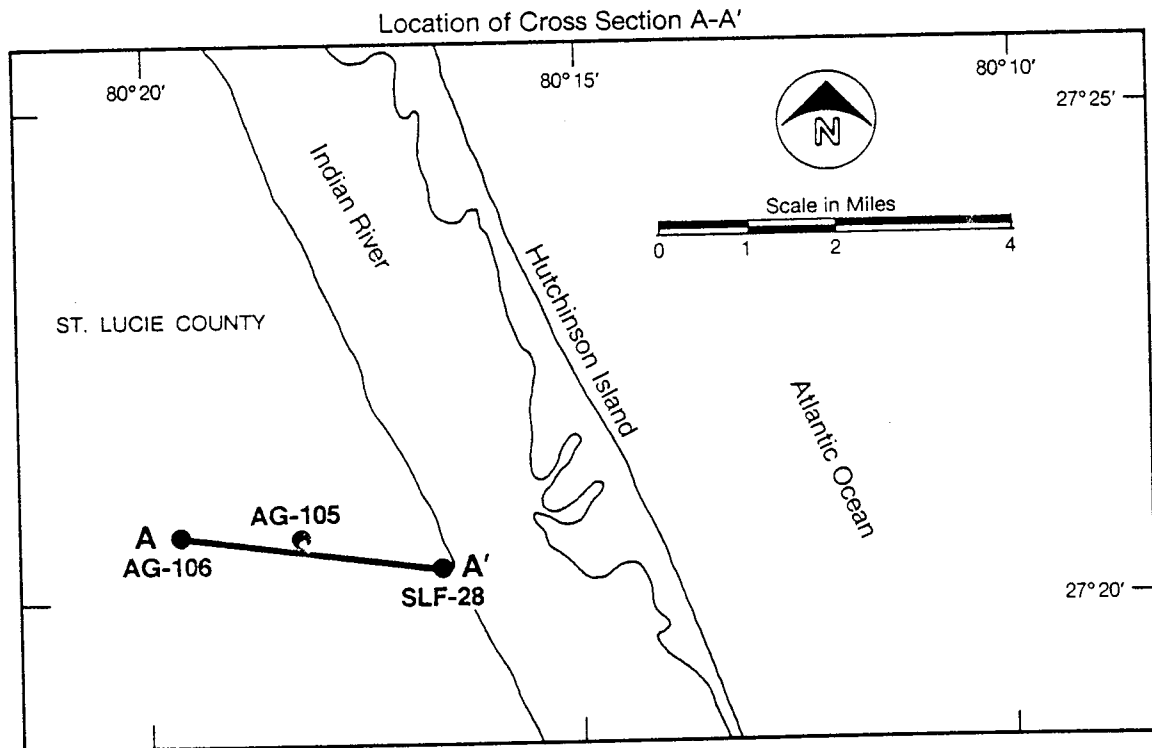 Location of Cross Section A-A'
80° 20'
80° 15'
80° 10'
27° 25'
N
Scale in Miles
0 1 2 4
Indian River
Hutchinson Island
ST. LUCIE COUNTY
Atlantic Ocean
A
AG-106
AG-105
A'
SLF-28
27° 20'